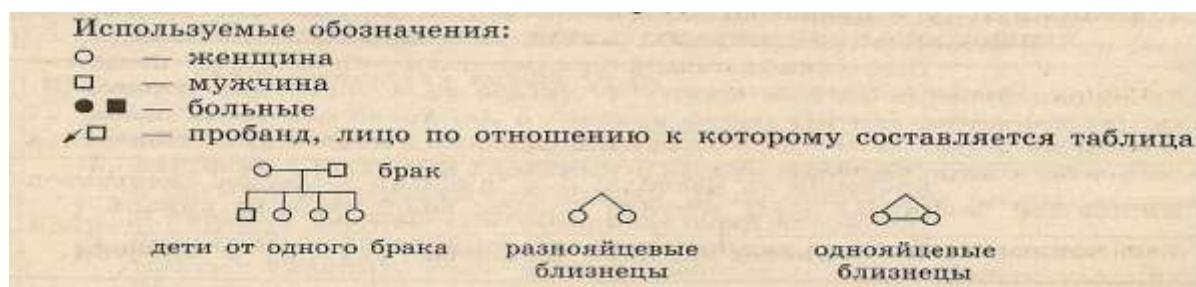 Используемые обозначения:
— женщина
— мужчина
— больные
— пробанд, лицо по отношению к которому составляется таблица
брак
дети от одного брака
разнояйцевые
близнецы
однояйцевые
близнецы